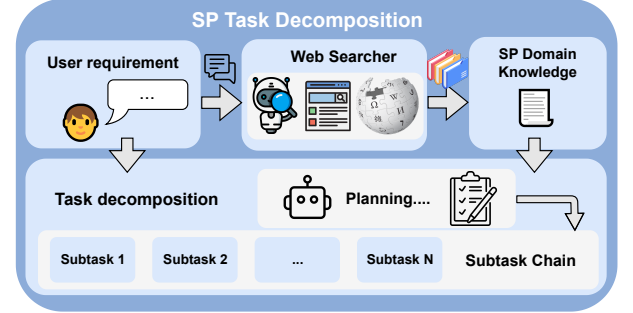 SP Task Decomposition
User requirement
...
Web Searcher
SP Domain
Knowledge
Task decomposition
Planning....
Subtask 1
Subtask 2
...
Subtask N
Subtask Chain